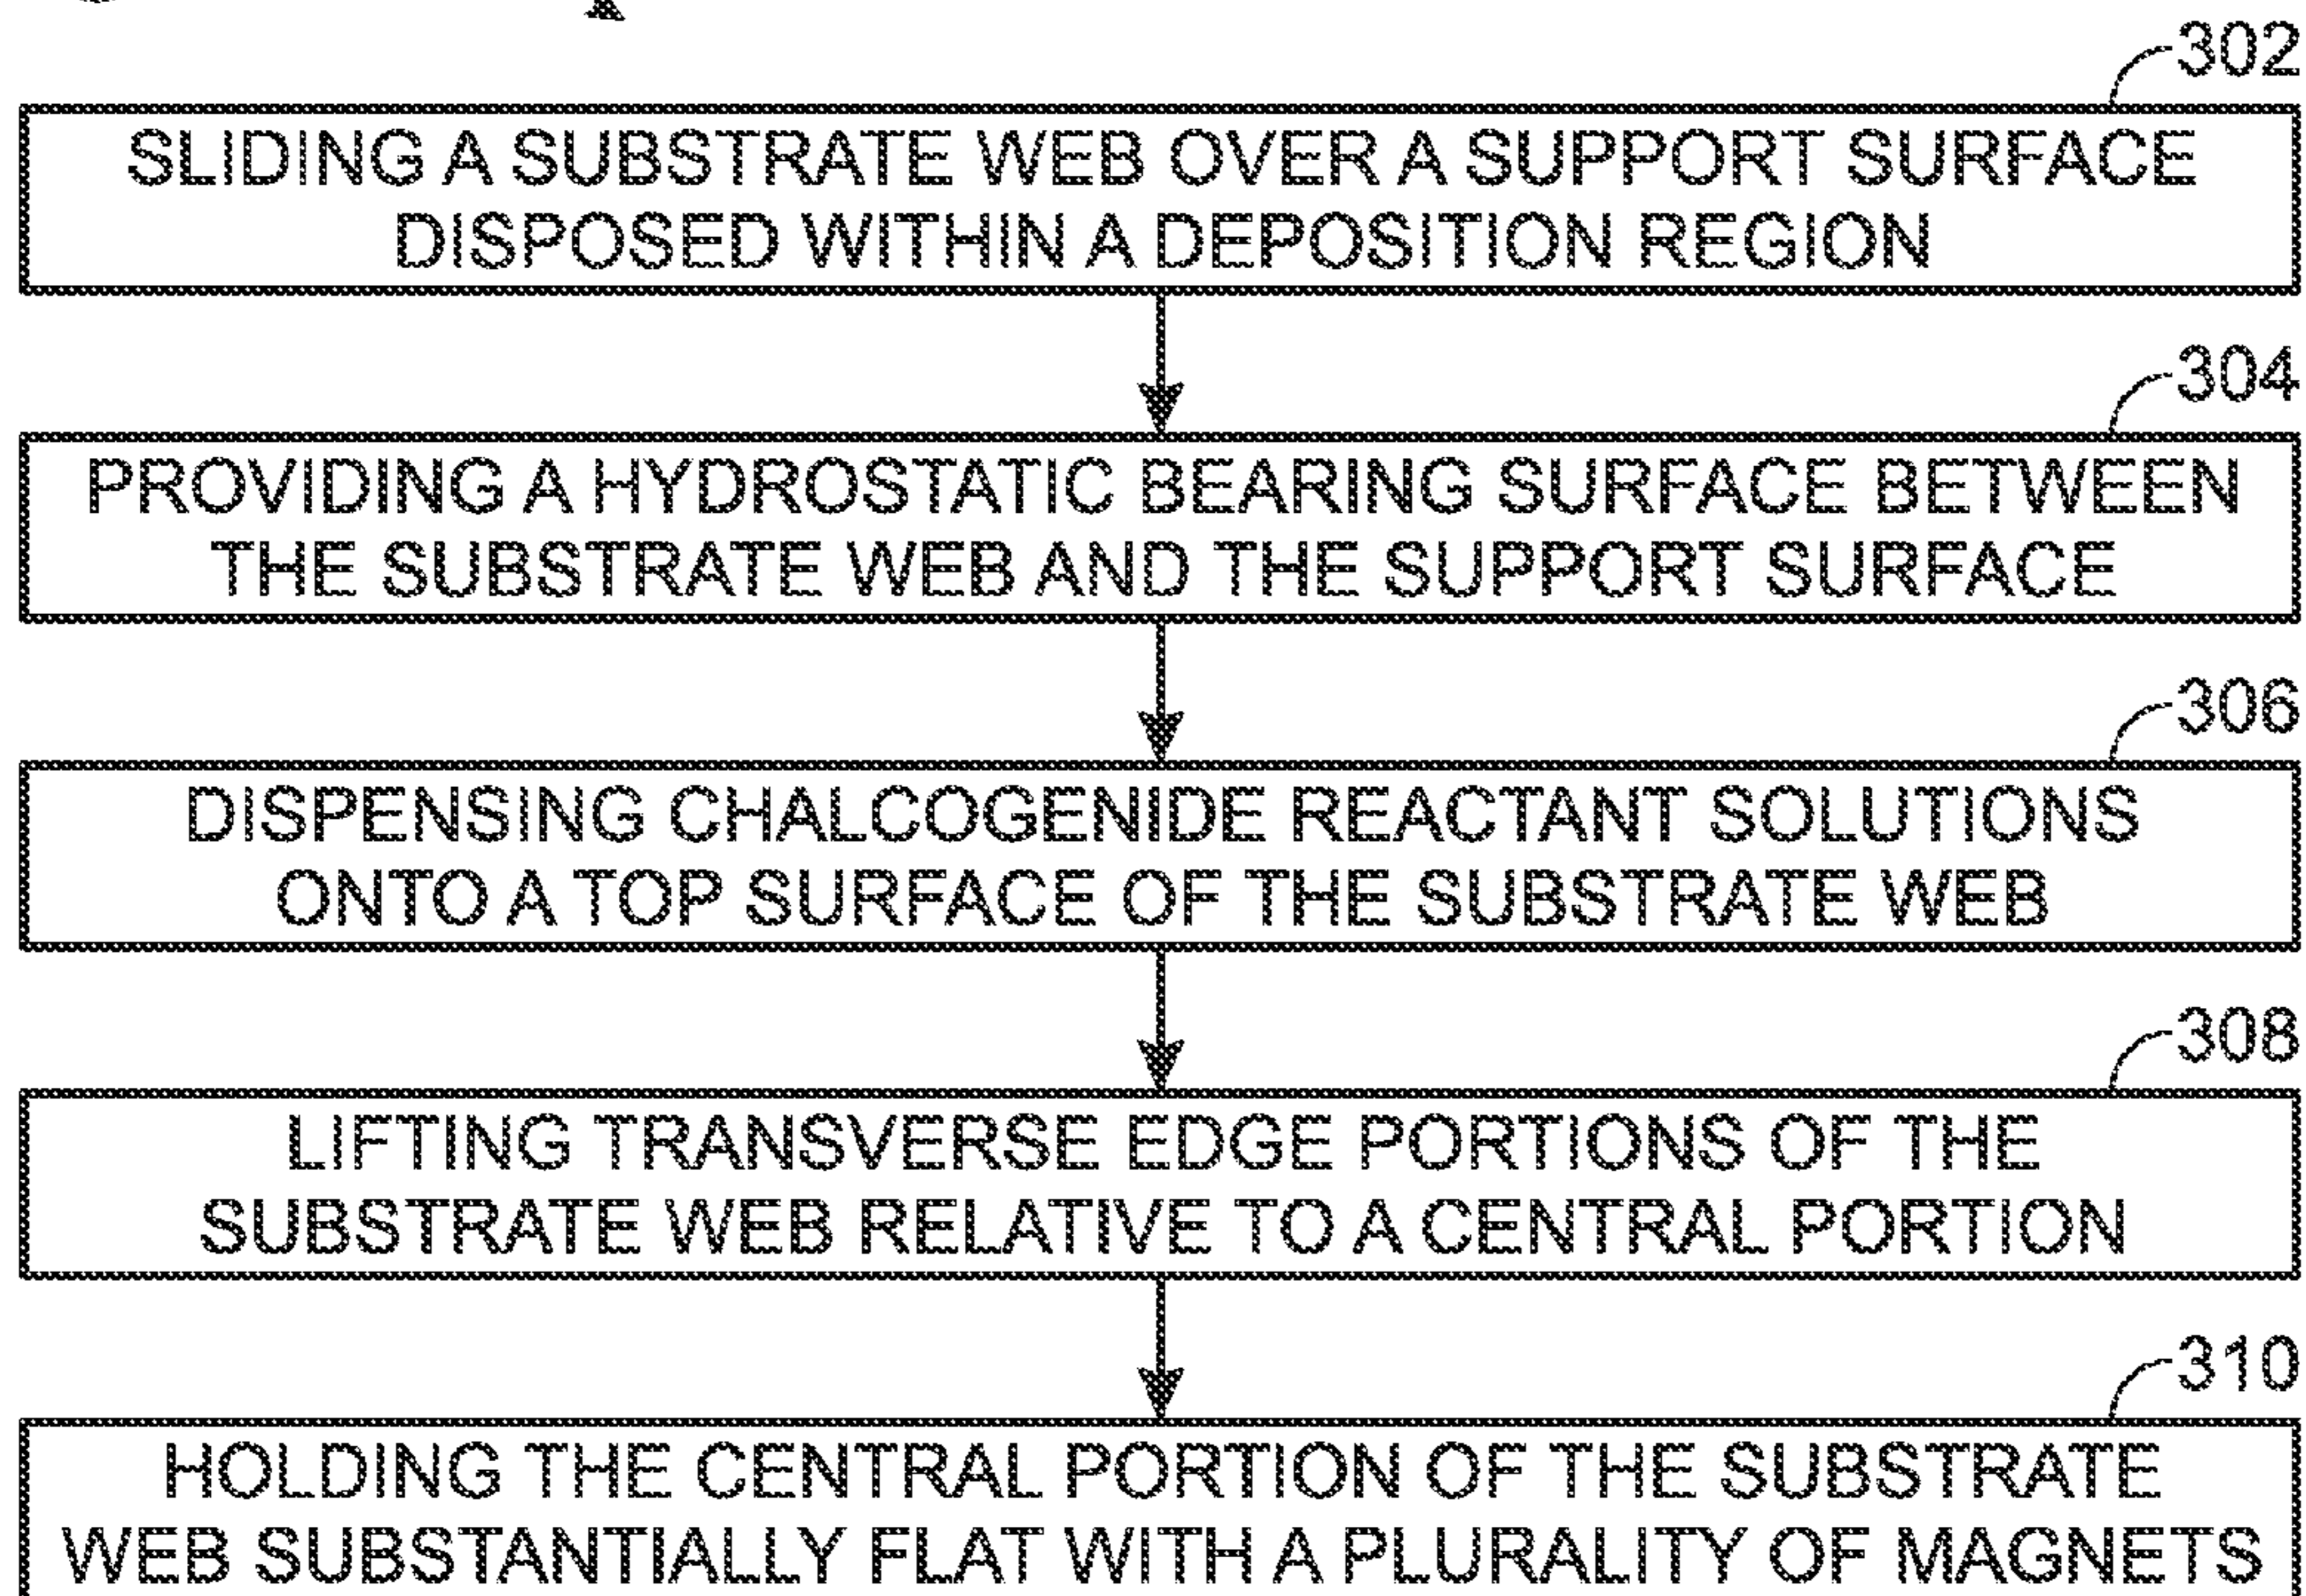 302
SLIDING A SUBSTRATE WEB OVER A SUPPORT SURFACE
DISPOSED WITHIN A DEPOSITION REGION
304
PROVIDING A HYDROSTATIC BEARING SURFACE BETWEEN
THE SUBSTRATE WEB AND THE SUPPORT SURFACE
306
DISPENSING CHALCOGENIDE REACTANT SOLUTIONS
ONTO A TOP SURFACE OF THE SUBSTRATE WEB
308
LIFTING TRANSVERSE EDGE PORTIONS OF THE
SUBSTRATE WEB RELATIVE TO A CENTRAL PORTION
310
HOLDING THE CENTRAL PORTION OF THE SUBSTRATE
WEB SUBSTANTIALLY FLAT WITH A PLURALITY OF MAGNETS